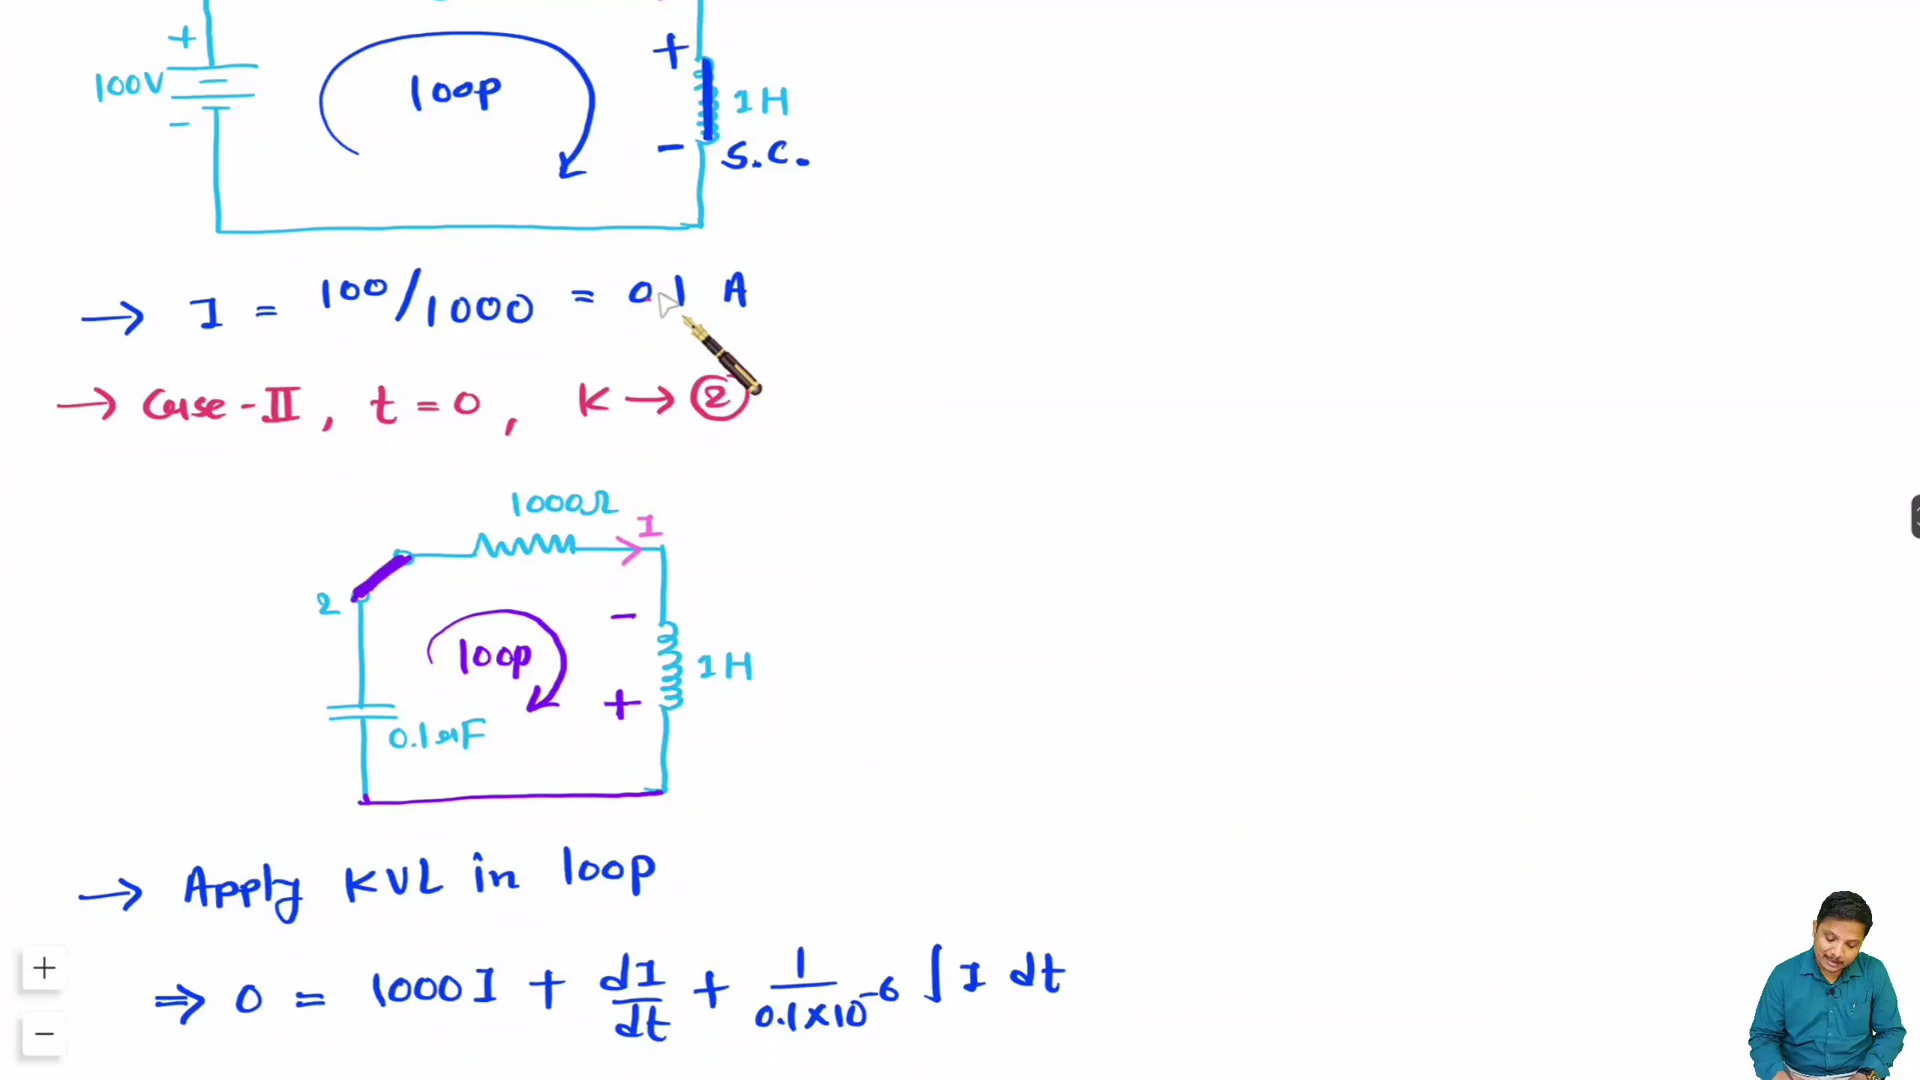 +
100V
-
loop
+
1H
-
S.C.
→ I = 100/1000 = 0.1 A
→ Case-II, t=0, K → 2
1000Ω
I
2
loop
-
+
1H
0.1μF
→ Apply KVL in loop
⇒ 0 = 1000I + dI/dt + 1/0.1×10^-6 ∫ I dt
+
−